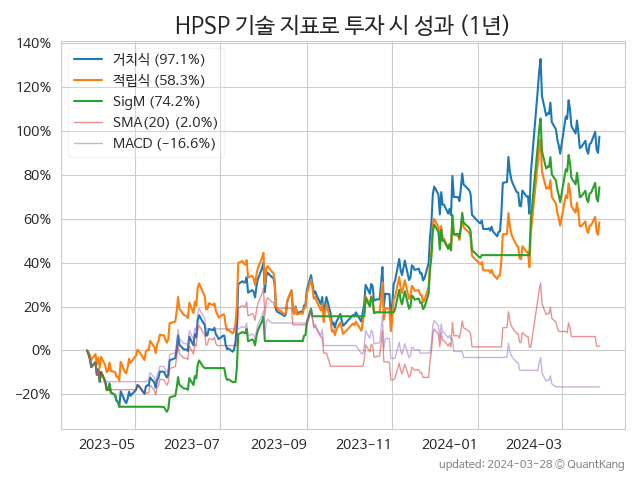 HPSP 기술 지표로 투자 시 성과 (1년)
거치식 (97.1%)
적립식 (58.3%)
SigM (74.2%)
SMA(20) (2.0%)
MACD (−16.6%)
140%
120%
100%
80%
60%
40%
20%
0%
−20%
2023-05 2023-07 2023-09 2023-11 2024-01 2024-03
updated: 2024-03-28 © QuantKang